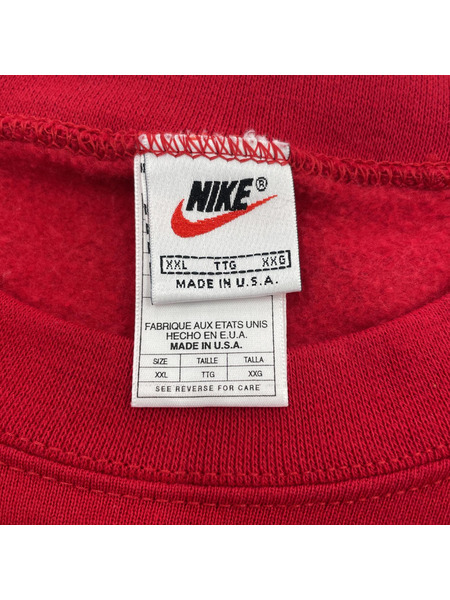 NIKE®
XXL TTG XXG
MADE IN U.S.A.
FABRIQUE AUX ETATS UNIS
HECHO EN E.U.A.
MADE IN U.S.A.
SIZE TAILLE TALLA
XXL TTG XXG
SEE REVERSE FOR CARE